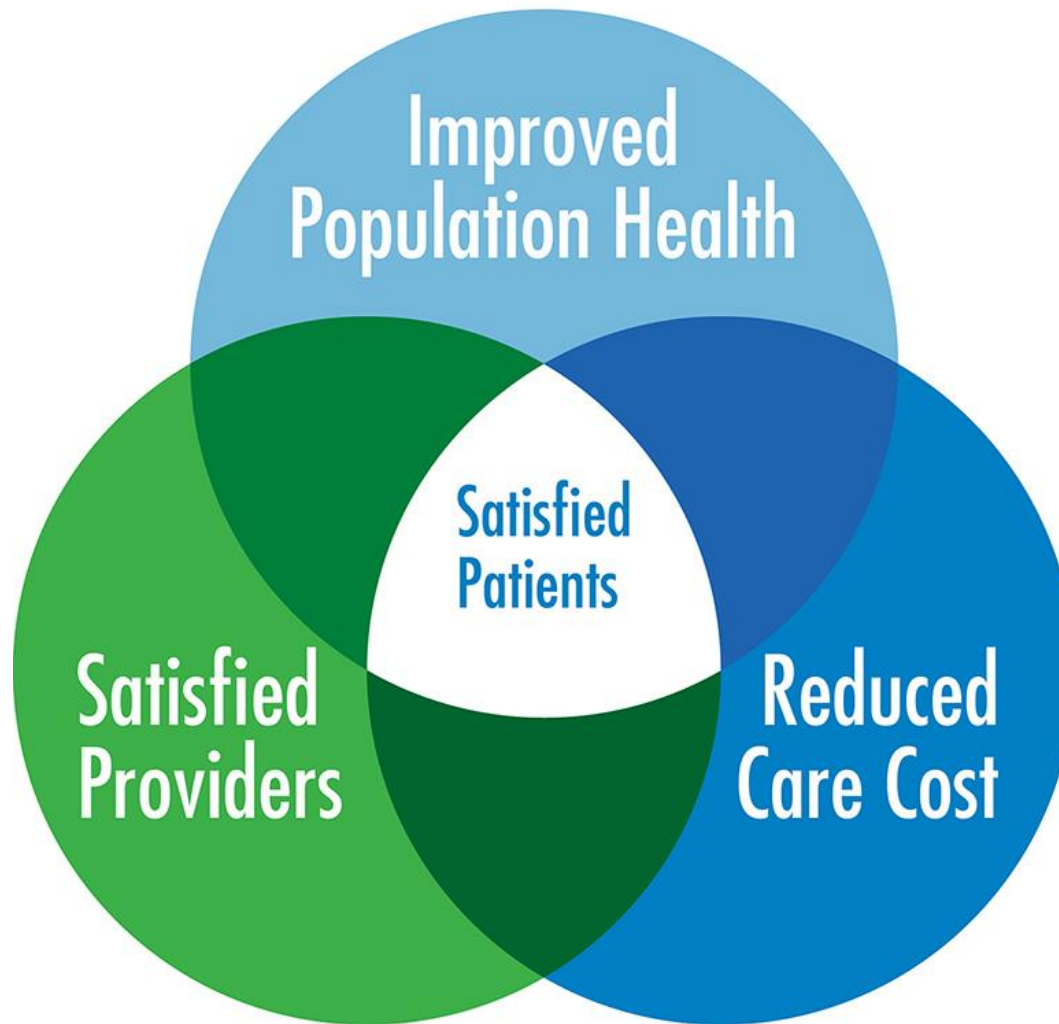 Improved
Population Health
Satisfied
Patients
Satisfied
Providers
Reduced
Care Cost